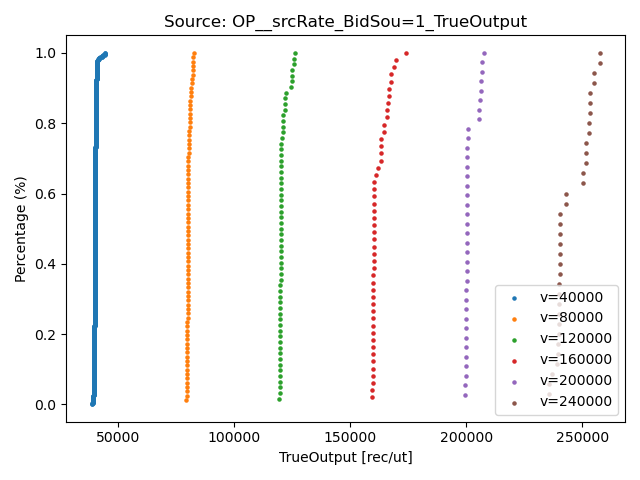 Source: OP__srcRate_BidSou=1_TrueOutput
Percentage (%)
1.0
0.8
0.6
0.4
0.2
0.0
v=40000
v=80000
v=120000
v=160000
v=200000
v=240000
50000 100000 150000 200000 250000
TrueOutput [rec/ut]